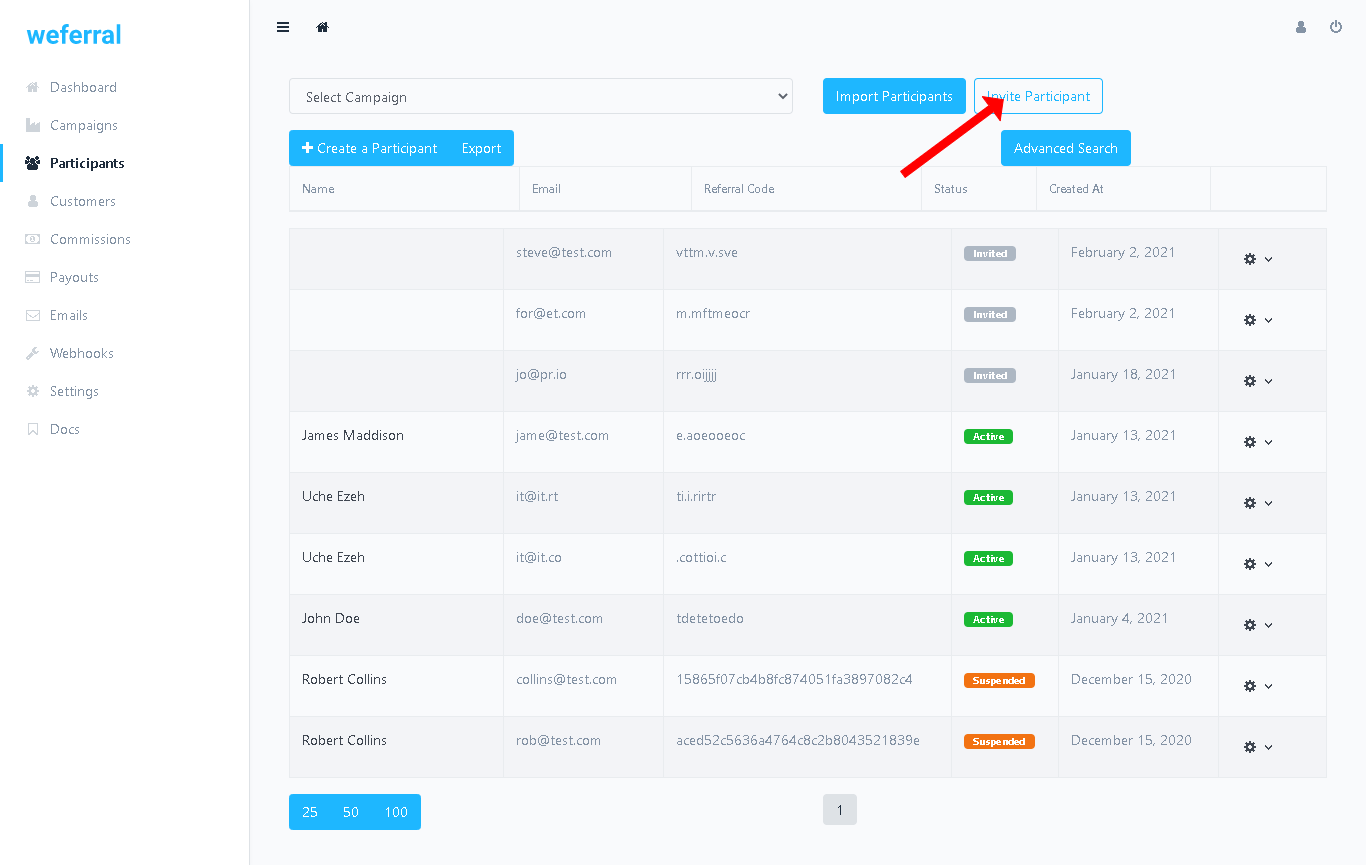 weferral
Dashboard
Campaigns
Participants
Customers
Commissions
Payouts
Emails
Webhooks
Settings
Docs
Select Campaign
Import Participants
Invite Participant
Create a Participant Export
Advanced Search
Name Email Referral Code Status Created At
steve@test.com vttm.v.sve Invited February 2, 2021
for@et.com m.mftmeocr Invited February 2, 2021
jo@pr.io rrr.oijjjj Invited January 18, 2021
James Maddison jame@test.com e.aoeooeoc Active January 13, 2021
Uche Ezeh it@it.rt ti.i.rirtr Active January 13, 2021
Uche Ezeh it@it.co .cottioi.c Active January 13, 2021
John Doe doe@test.com tdetetoedo Active January 4, 2021
Robert Collins collins@test.com 15865f07cb4b8fc874051fa3897082c4 Suspended December 15, 2020
Robert Collins rob@test.com aced52c5636a4764c8c2b8043521839e Suspended December 15, 2020
25 50 100
1